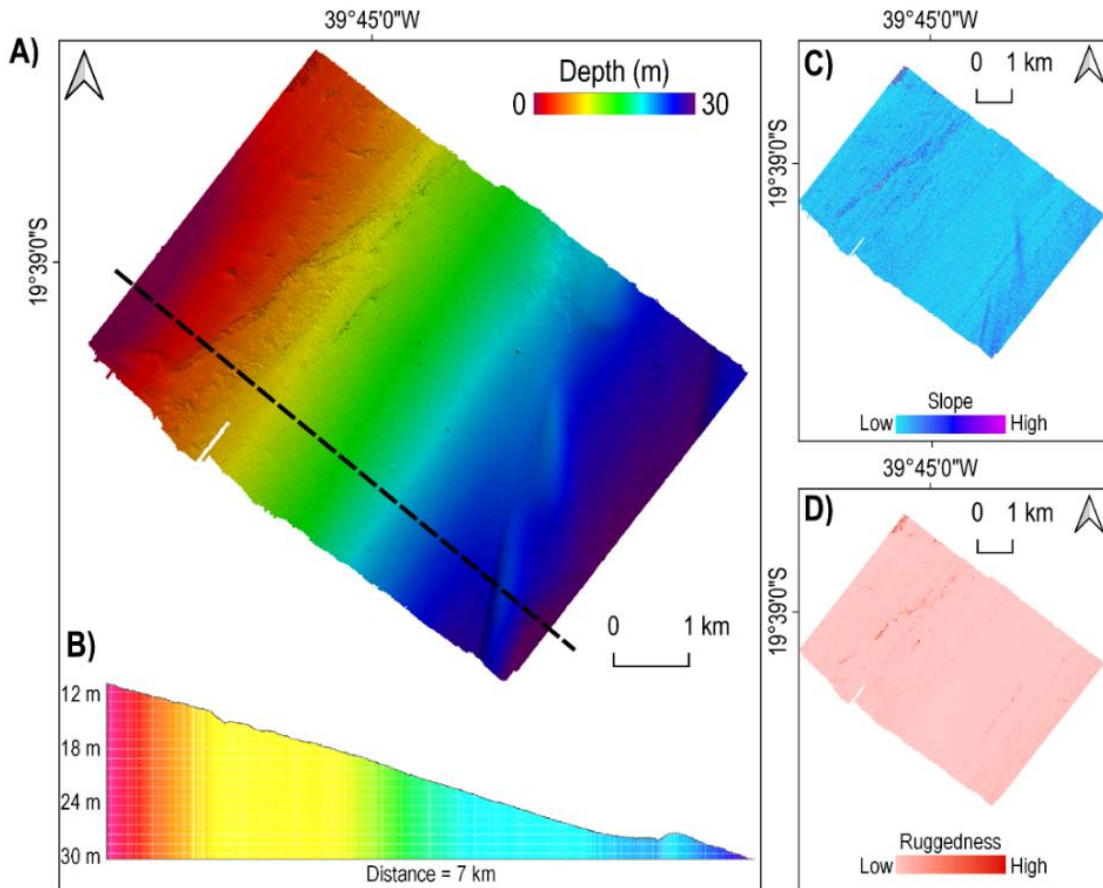 39°45'0"W
A)
Depth (m)
0 30
19°39'0"S
0 1 km
B)
12 m
18 m
24 m
30 m
Distance = 7 km
39°45'0"W
C)
0 1 km
19°39'0"S
Slope
Low High
39°45'0"W
D)
0 1 km
19°39'0"S
Ruggedness
Low High